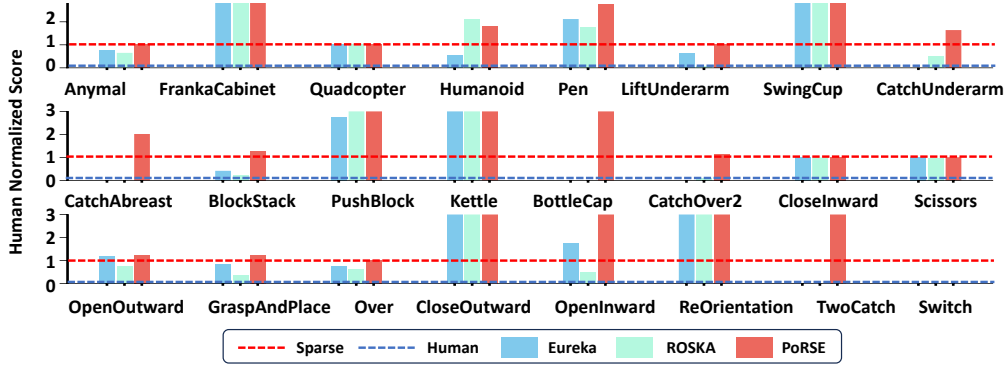 Human Normalized Score
2
1
0
Anymal FrankaCabinet Quadcopter Humanoid Pen LiftUnderarm SwingCup CatchUnderarm
3
2
1
0
CatchAbreast BlockStack PushBlock Kettle BottleCap CatchOver2 CloseInward Scissors
3
2
1
0
OpenOutward GraspAndPlace Over CloseOutward OpenInward ReOrientation TwoCatch Switch
Sparse Human Eureka ROSKA PoRSE